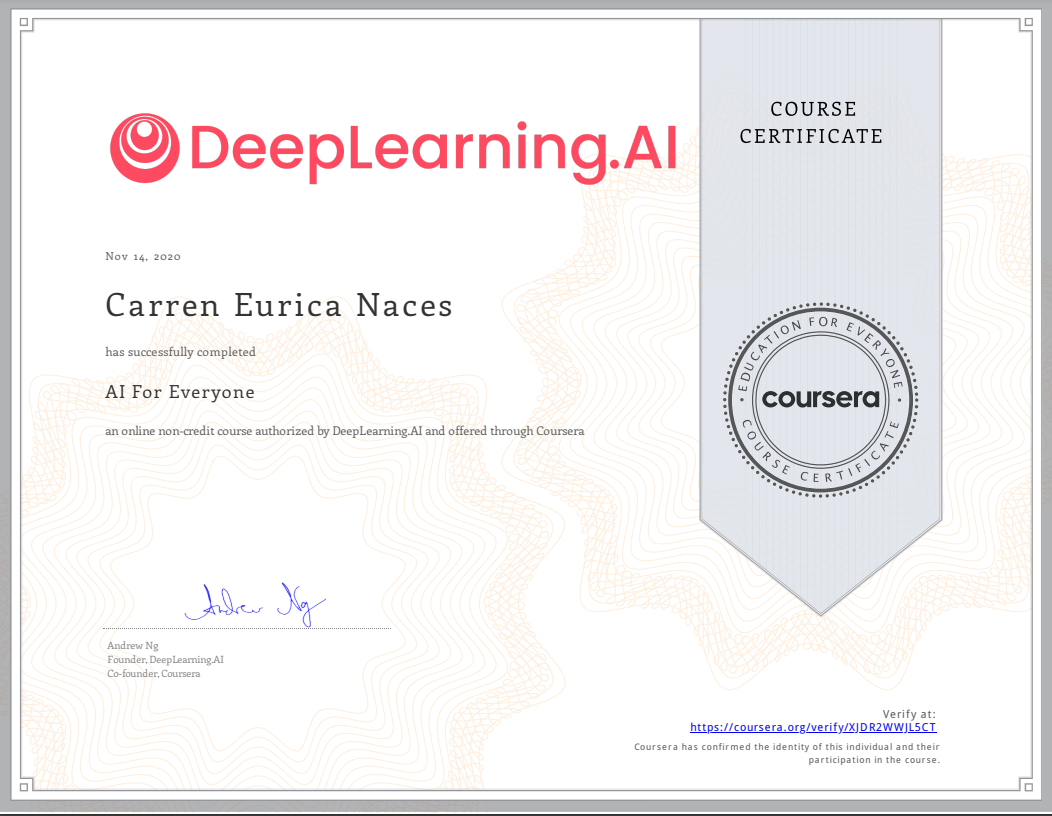 DeepLearning.AI
COURSE
CERTIFICATE
Nov 14, 2020
Carren Eurica Naces
has successfully completed
AI For Everyone
an online non-credit course authorized by DeepLearning.AI and offered through Coursera
EDUCATION FOR EVERYONE
coursera
COURSE CERTIFICATE
Andrew Ng
Andrew Ng
Founder, DeepLearning.AI
Co-founder, Coursera
Verify at:
https://coursera.org/verify/XJDR2WWJL5CT
Coursera has confirmed the identity of this individual and their
participation in the course.